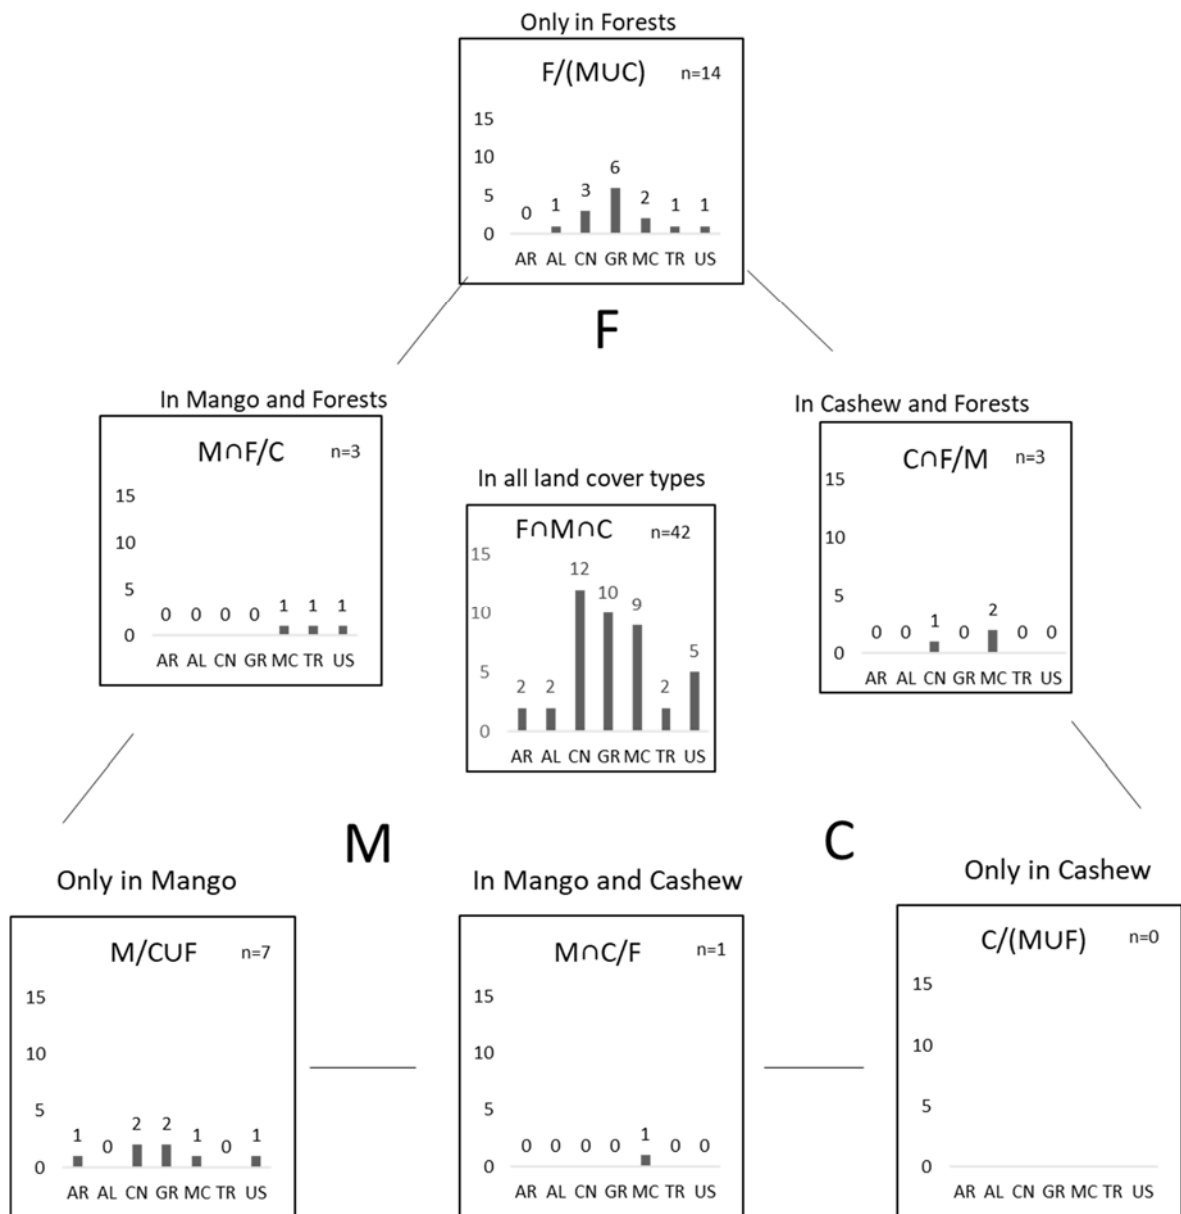 Only in Forests
F/(M∪C) n=14
15
10
5
0
0 1 3 6 2 1 1
AR AL CN GR MC TR US
F
In Mango and Forests
M∩F/C n=3
15
10
5
0
0 0 0 0 1 1 1
AR AL CN GR MC TR US
In all land cover types
F∩M∩C n=42
15
10
5
0
2 2 12 10 9 2 5
AR AL CN GR MC TR US
In Cashew and Forests
C∩F/M n=3
15
10
5
0
0 0 1 0 2 0 0
AR AL CN GR MC TR US
M
C
Only in Mango
M/C∪F n=7
15
10
5
0
1 0 2 2 1 0 1
AR AL CN GR MC TR US
In Mango and Cashew
M∩C/F n=1
15
10
5
0
0 0 0 0 1 0 0
AR AL CN GR MC TR US
Only in Cashew
C/(M∪F) n=0
15
10
5
0
AR AL CN GR MC TR US